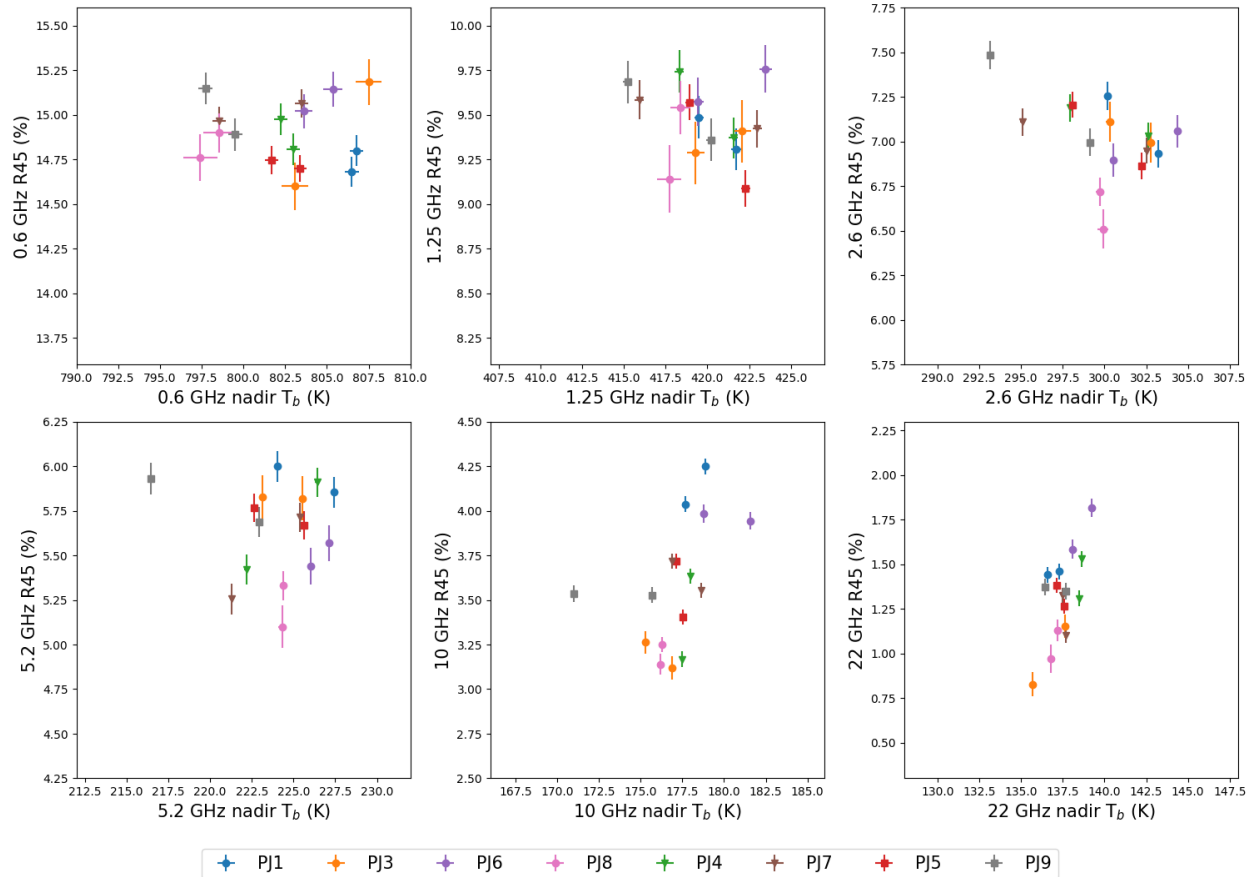 15.50
15.25
15.00
14.75
14.50
14.25
14.00
13.75
0.6 GHz R45 (%)
790.0 792.5 795.0 797.5 800.0 802.5 805.0 807.5 810.0
0.6 GHz nadir T_b (K)
10.00
9.75
9.50
9.25
9.00
8.75
8.50
8.25
1.25 GHz R45 (%)
407.5 410.0 412.5 415.0 417.5 420.0 422.5 425.0
1.25 GHz nadir T_b (K)
7.75
7.50
7.25
7.00
6.75
6.50
6.25
6.00
5.75
2.6 GHz R45 (%)
290.0 292.5 295.0 297.5 300.0 302.5 305.0 307.5
2.6 GHz nadir T_b (K)
6.25
6.00
5.75
5.50
5.25
5.00
4.75
4.50
4.25
5.2 GHz R45 (%)
212.5 215.0 217.5 220.0 222.5 225.0 227.5 230.0
5.2 GHz nadir T_b (K)
4.50
4.25
4.00
3.75
3.50
3.25
3.00
2.75
2.50
10 GHz R45 (%)
167.5 170.0 172.5 175.0 177.5 180.0 182.5 185.0
10 GHz nadir T_b (K)
2.25
2.00
1.75
1.50
1.25
1.00
0.75
0.50
22 GHz R45 (%)
130.0 132.5 135.0 137.5 140.0 142.5 145.0 147.5
22 GHz nadir T_b (K)
PJ1 PJ3 PJ6 PJ8 PJ4 PJ7 PJ5 PJ9